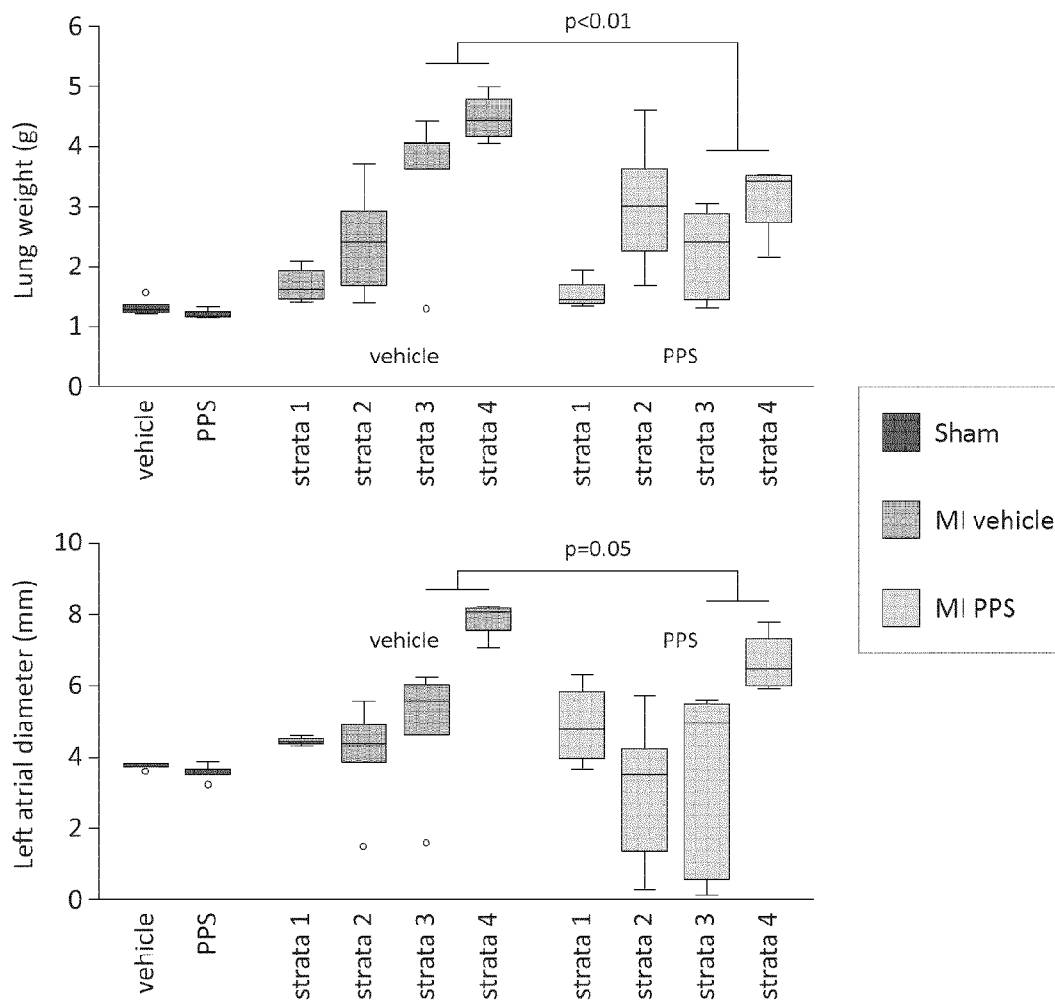 Lung weight (g)
6
5
4
3
2
1
0
p<0.01
vehicle
PPS
vehicle
PPS
strata 1
strata 2
strata 3
strata 4
strata 1
strata 2
strata 3
strata 4
Left atrial diameter (mm)
10
8
6
4
2
0
p=0.05
vehicle
PPS
vehicle
PPS
strata 1
strata 2
strata 3
strata 4
strata 1
strata 2
strata 3
strata 4
Sham
MI vehicle
MI PPS